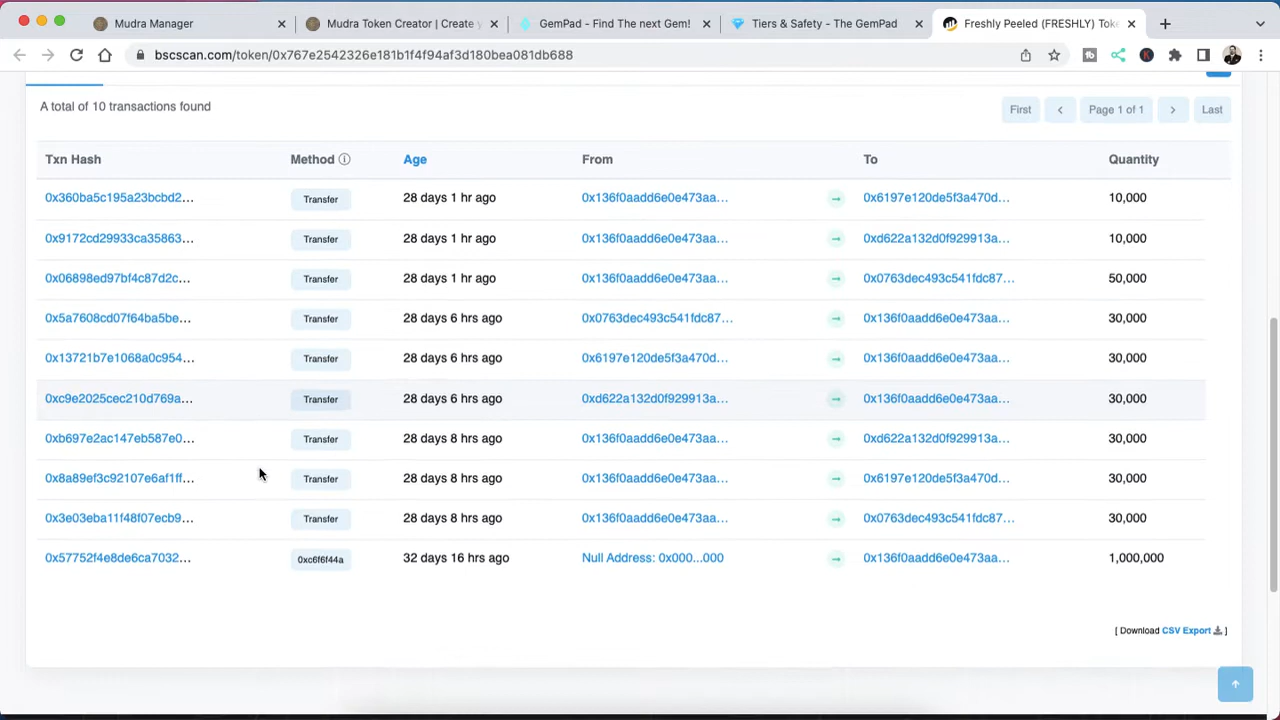 Mudra Manager
Mudra Token Creator | Create y
GemPad - Find The next Gem!
Tiers & Safety - The GemPad
Freshly Peeled (FRESHLY) Toke
bscscan.com/token/0x767e2542326e181b1f4f94af3d180bea081db688
A total of 10 transactions found
First
Page 1 of 1
Last
Txn Hash Method Age From To Quantity
0x360ba5c195a23bcbd2... Transfer 28 days 1 hr ago 0x136f0aadd6e0e473aa... 0x6197e120de5f3a470d... 10,000
0x9172cd29933ca35863... Transfer 28 days 1 hr ago 0x136f0aadd6e0e473aa... 0xd622a132d0f929913a... 10,000
0x06898ed97bf4c87d2c... Transfer 28 days 1 hr ago 0x136f0aadd6e0e473aa... 0x0763dec493c541fdc87... 50,000
0x5a7608cd07f64ba5be... Transfer 28 days 6 hrs ago 0x0763dec493c541fdc87... 0x136f0aadd6e0e473aa... 30,000
0x13721b7e1068a0c954... Transfer 28 days 6 hrs ago 0x6197e120de5f3a470d... 0x136f0aadd6e0e473aa... 30,000
0xc9e2025cec210d769a... Transfer 28 days 6 hrs ago 0xd622a132d0f929913a... 0x136f0aadd6e0e473aa... 30,000
0xb697e2ac147eb587e0... Transfer 28 days 8 hrs ago 0x136f0aadd6e0e473aa... 0xd622a132d0f929913a... 30,000
0x8a89ef3c92107e6af1ff... Transfer 28 days 8 hrs ago 0x136f0aadd6e0e473aa... 0x6197e120de5f3a470d... 30,000
0x3e03eba11f48f07ecb9... Transfer 28 days 8 hrs ago 0x136f0aadd6e0e473aa... 0x0763dec493c541fdc87... 30,000
0x57752f4e8de6ca7032... 0xc6f6f44a 32 days 16 hrs ago Null Address: 0x000...000 0x136f0aadd6e0e473aa... 1,000,000
[ Download CSV Export ]